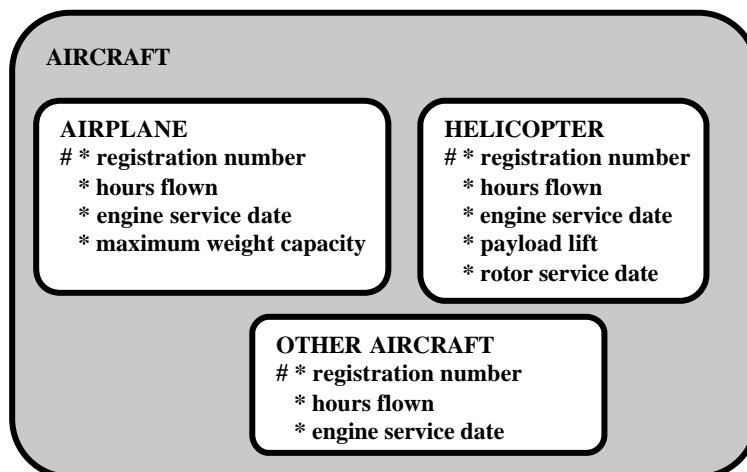 AIRCRAFT
AIRPLANE
# * registration number
* hours flown
* engine service date
* maximum weight capacity
HELICOPTER
# * registration number
* hours flown
* engine service date
* payload lift
* rotor service date
OTHER AIRCRAFT
# * registration number
* hours flown
* engine service date